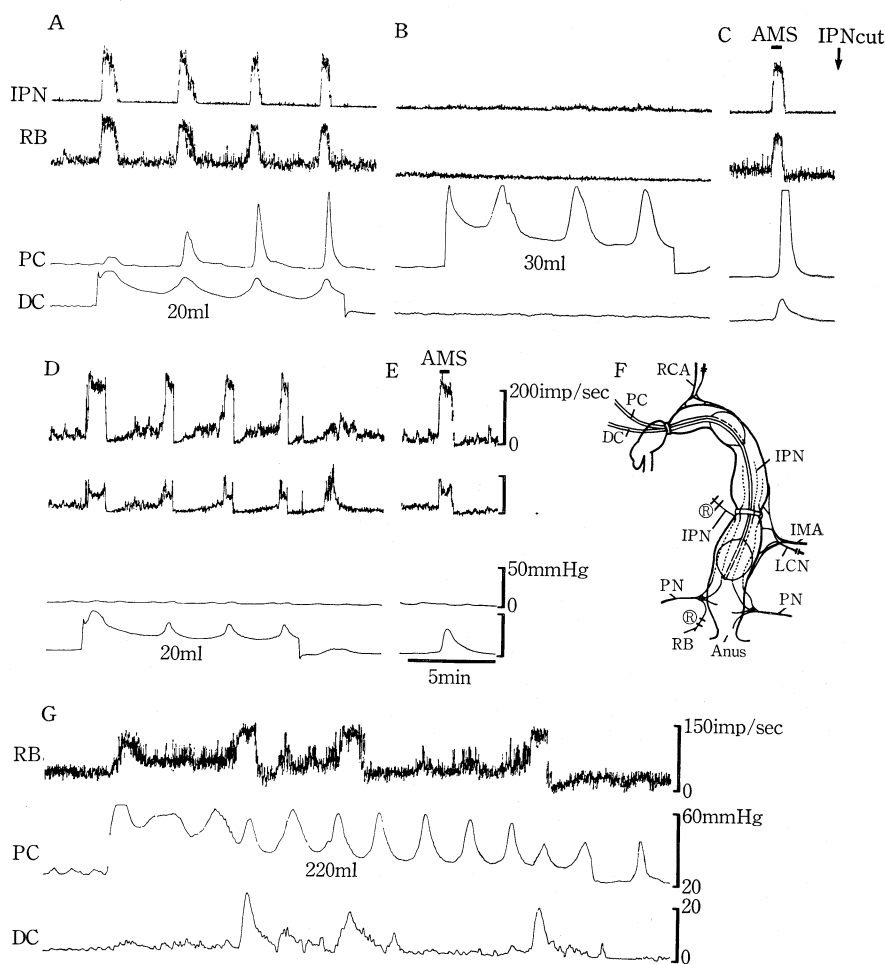 A
B
C
AMS
IPNcut
IPN
RB
PC
DC
20ml
30ml
D
E
AMS
200imp/sec
0
50mmHg
0
20ml
5min
F
RCA
PC
DC
IPN
Ⓡ
IPN
IMA
LCN
PN
PN
Ⓡ
RB
Anus
G
RB
150imp/sec
0
PC
60mmHg
220ml
20
DC
20
0